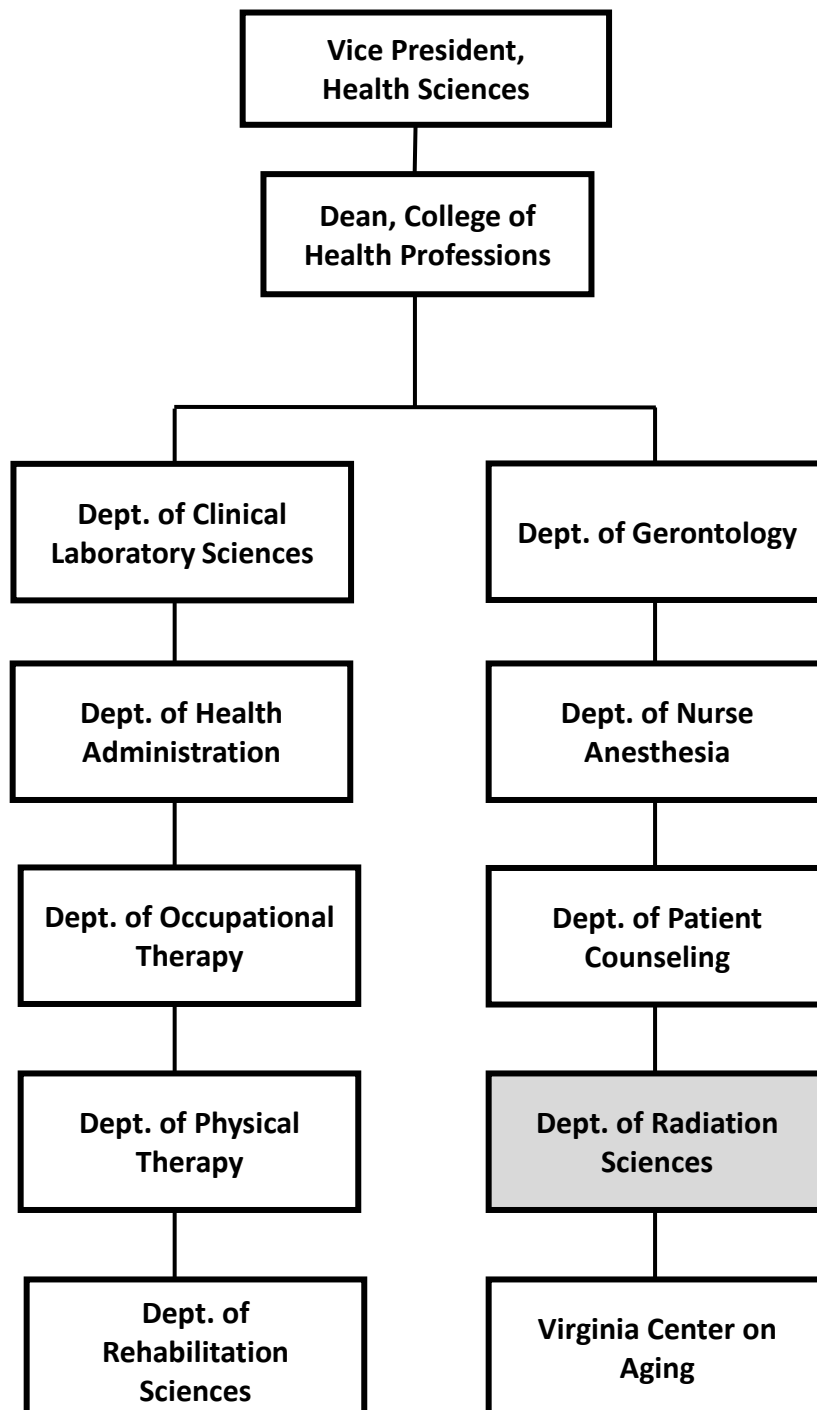 Vice President,
Health Sciences
Dean, College of
Health Professions
Dept. of Clinical
Laboratory Sciences
Dept. of Gerontology
Dept. of Health
Administration
Dept. of Nurse
Anesthesia
Dept. of Occupational
Therapy
Dept. of Patient
Counseling
Dept. of Physical
Therapy
Dept. of Radiation
Sciences
Dept. of
Rehabilitation
Sciences
Virginia Center on
Aging